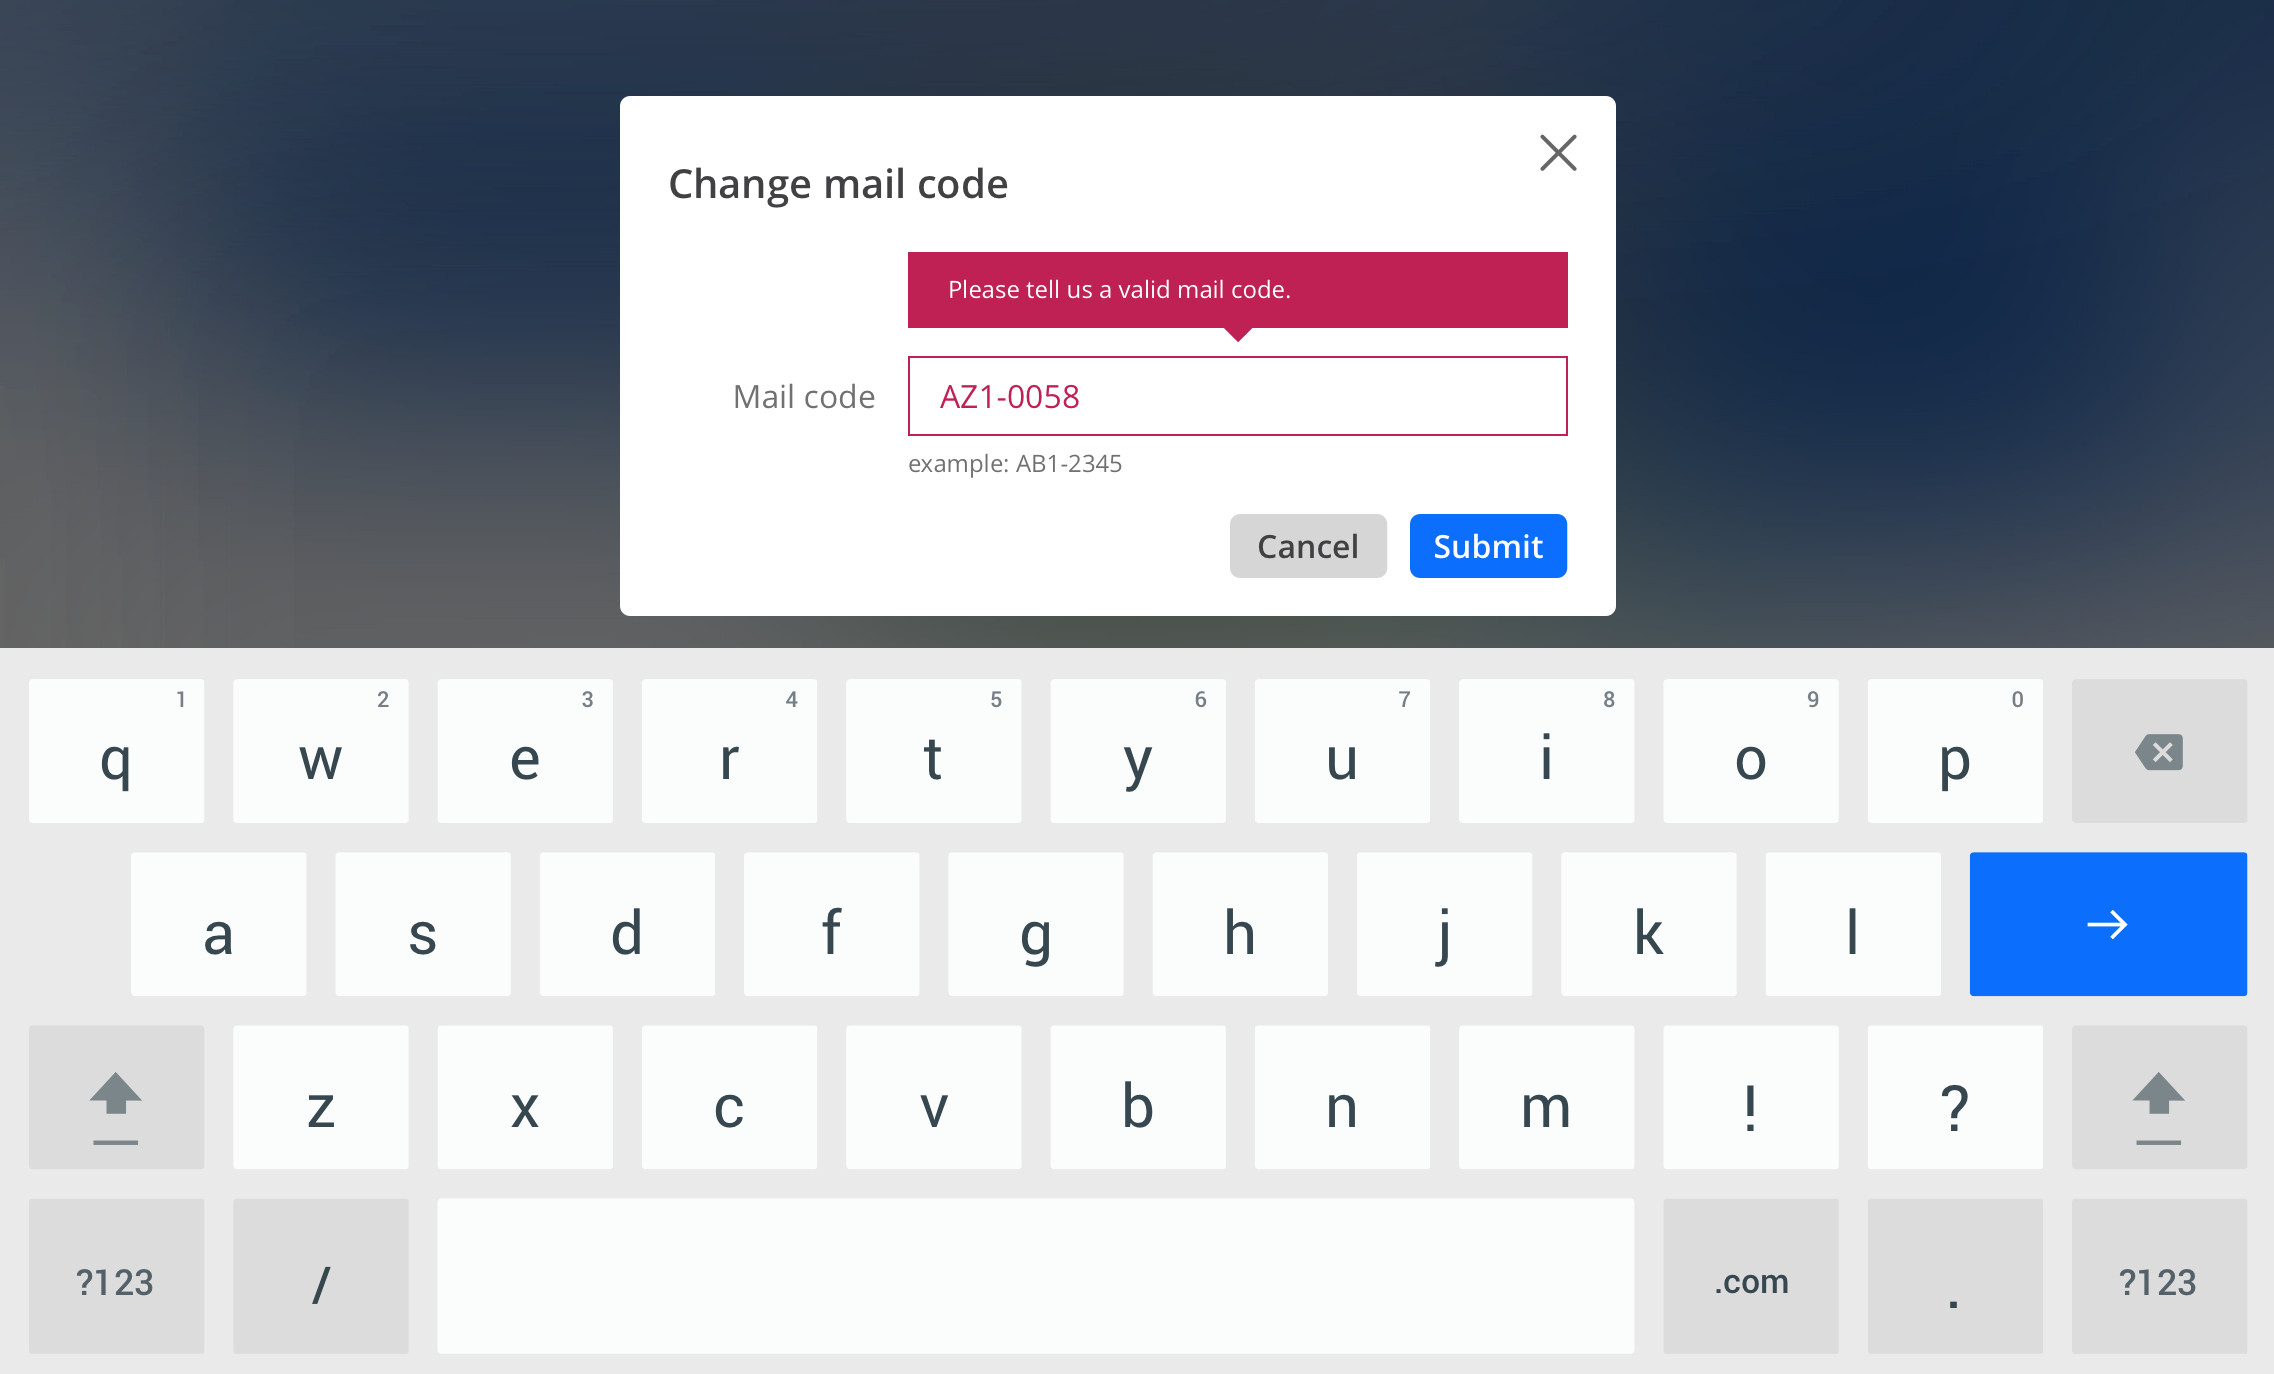 Change mail code
Please tell us a valid mail code.
Mail code AZ1-0058
example: AB1-2345
Cancel Submit
1 2 3 4 5 6 7 8 9 0
q w e r t y u i o p
a s d f g h j k l
z x c v b n m ! ?
?123 / .com . ?123